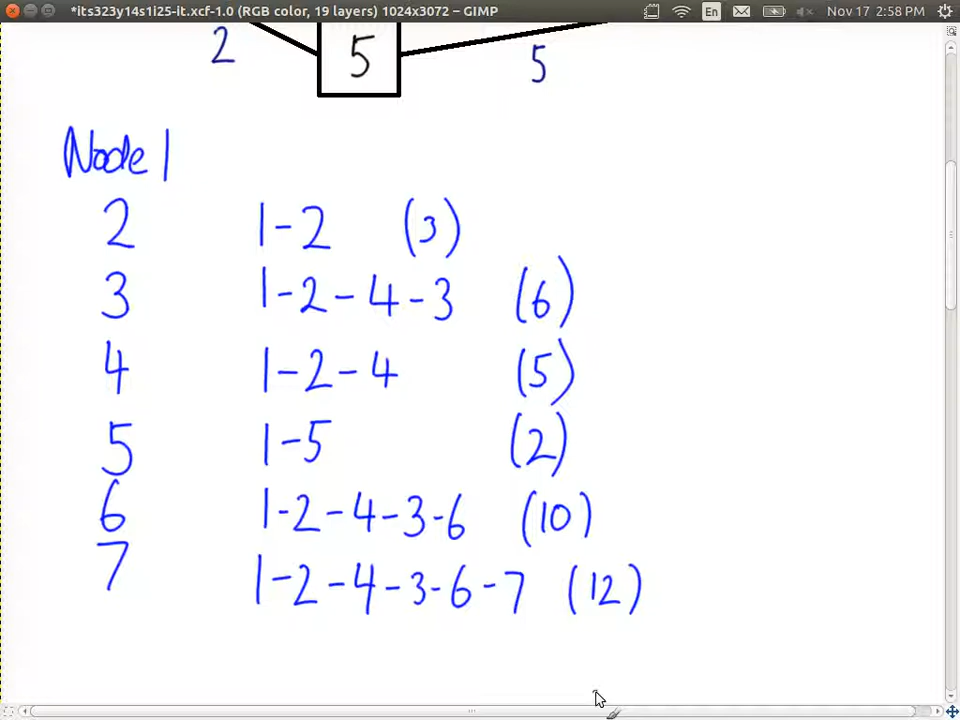 *its323y14s1i25-it.xcf-1.0 (RGB color, 19 layers) 1024x3072 – GIMP En Nov 17 2:58 PM
2 5 5
Node 1
2 1-2 (3)
3 1-2-4-3 (6)
4 1-2-4 (5)
5 1-5 (2)
6 1-2-4-3-6 (10)
7 1-2-4-3-6-7 (12)